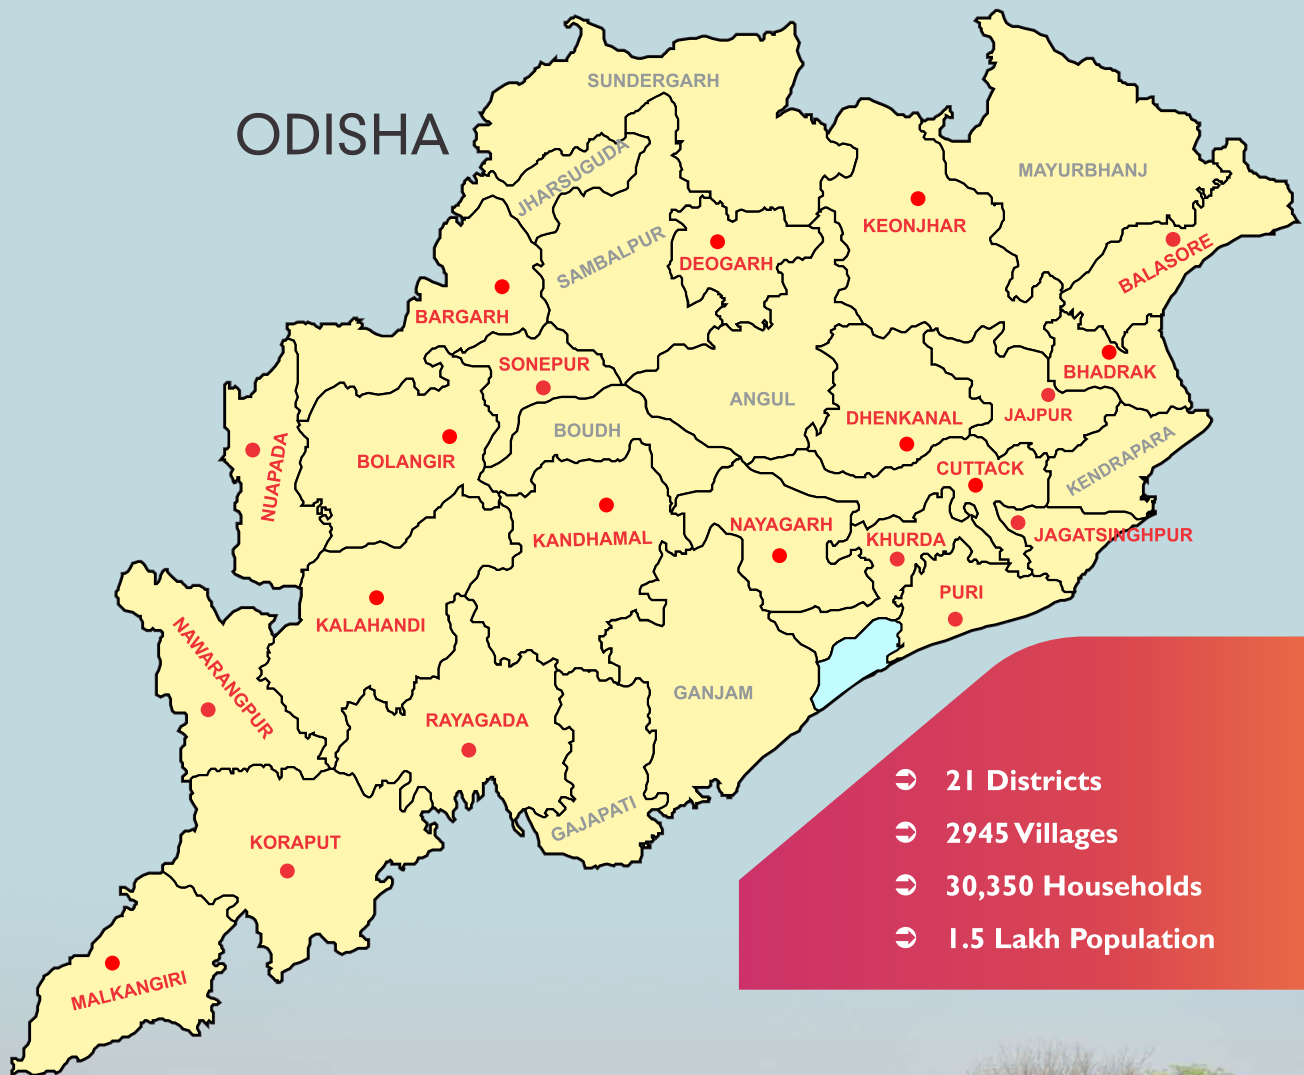 ODISHA
SUNDERGARH
JHARSUGUDA
MAYURBHANJ
SAMBALPUR
KEONJHAR
DEOGARH
BALASORE
BARGARH
SONEPUR
BHADRAK
ANGUL
DHENKANAL
JAJPUR
BOUDH
BOLANGIR
NUAPADA
CUTTACK
KENDRAPARA
KANDHAMAL
NAYAGARH
KHURDA
JAGATSINGHPUR
PURI
KALAHANDI
NAWARANGPUR
GANJAM
RAYAGADA
GAJAPATI
KORAPUT
MALKANGIRI
➲ 21 Districts
➲ 2945 Villages
➲ 30,350 Households
➲ 1.5 Lakh Population